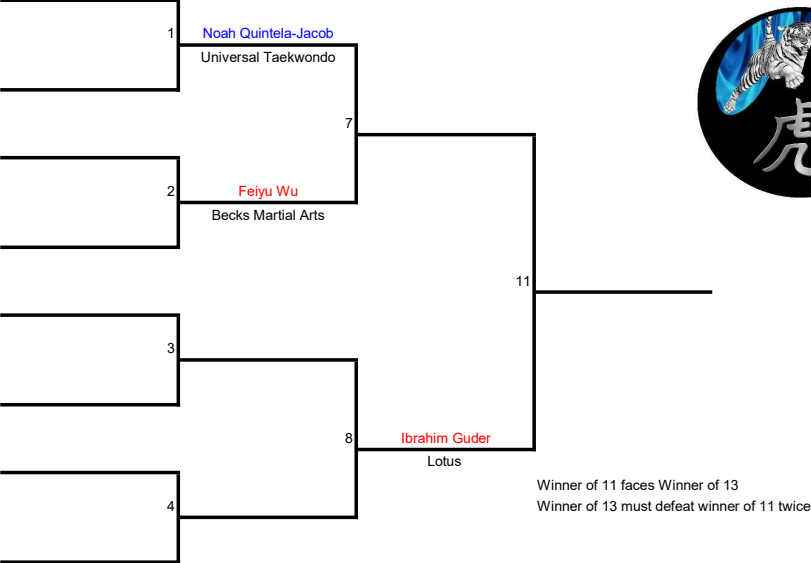 1
Noah Quintela-Jacob
Universal Taekwondo
7
2
Feiyu Wu
Becks Martial Arts
11
3
8
Ibrahim Guder
Lotus
4
Winner of 11 faces Winner of 13
Winner of 13 must defeat winner of 11 twice
虎